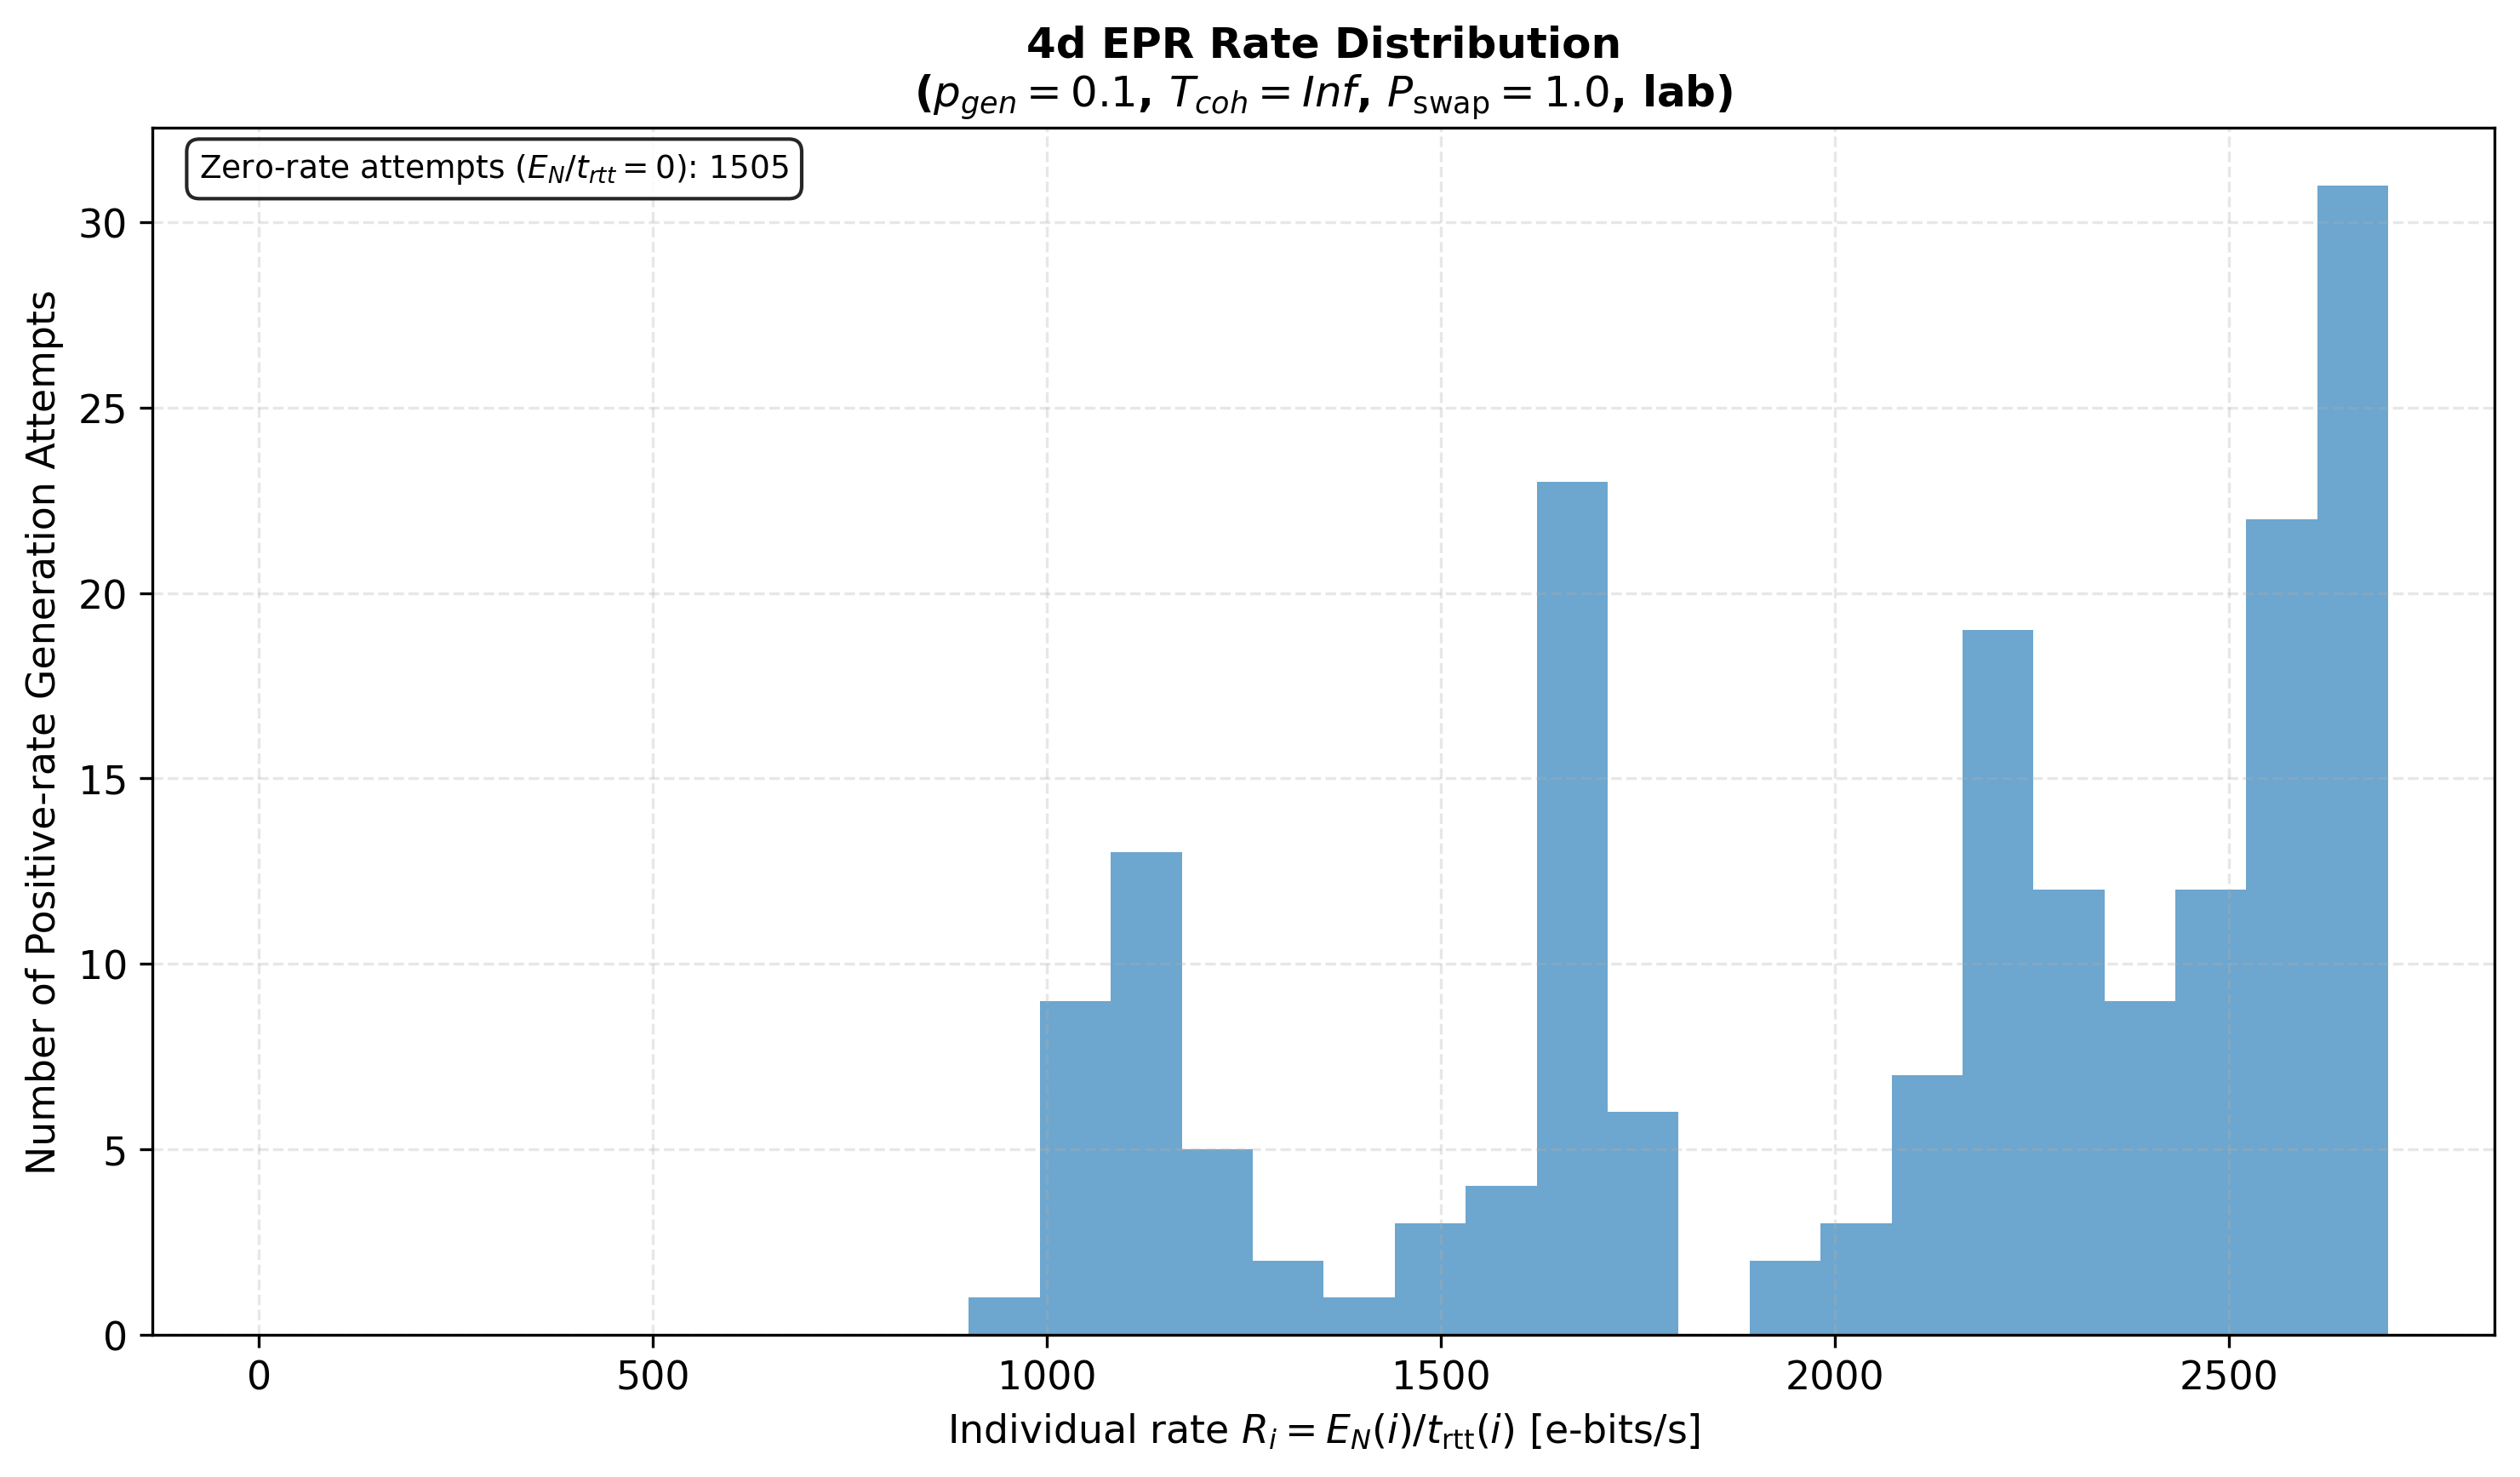 4d EPR Rate Distribution
(p_gen = 0.1, T_coh = Inf, P_swap = 1.0, lab)
Zero-rate attempts (E_N/t_rtt = 0): 1505
Number of Positive-rate Generation Attempts
30
25
20
15
10
5
0
0 500 1000 1500 2000 2500
Individual rate R_i = E_N(i)/t_rtt(i) [e-bits/s]